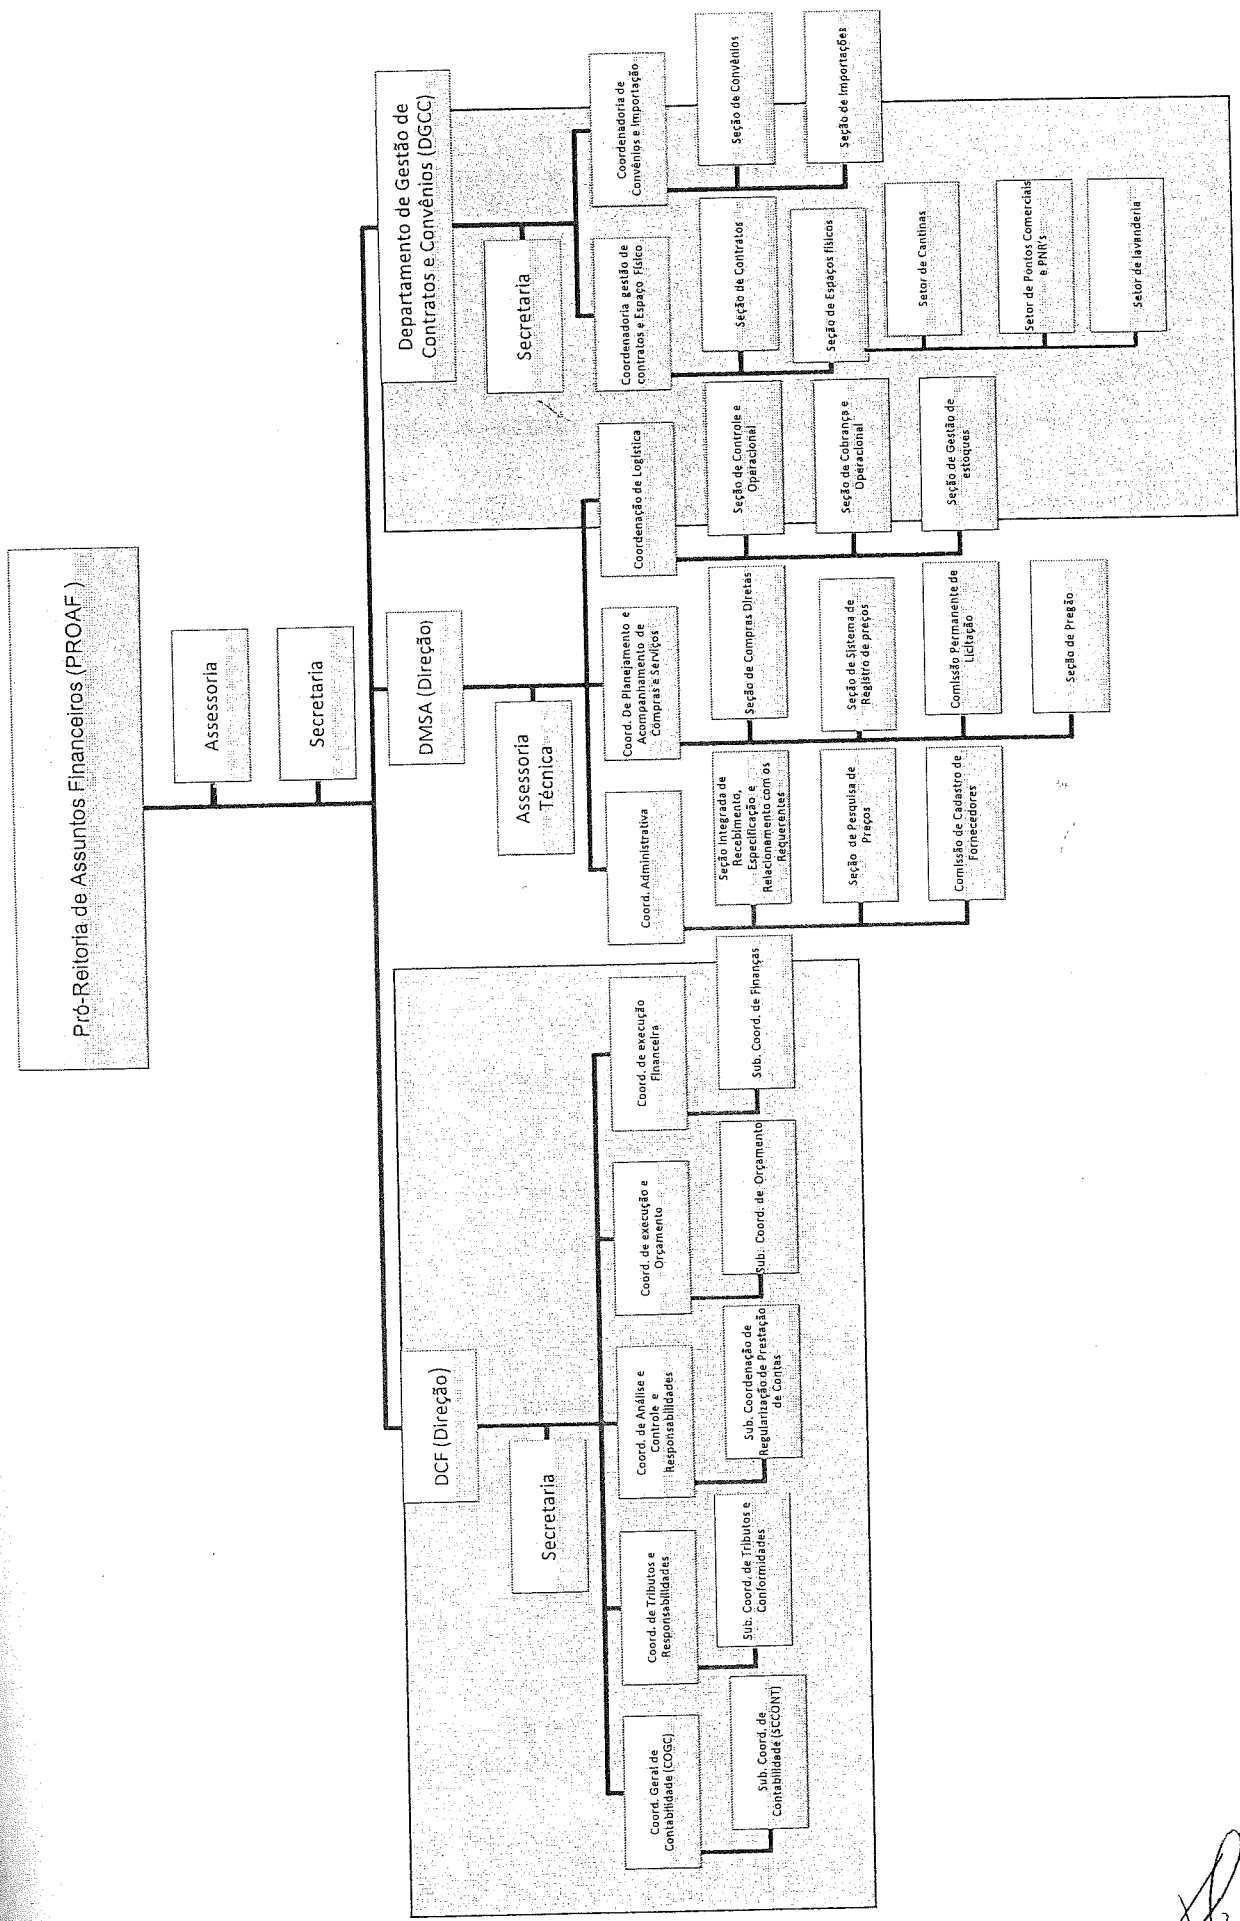 Pró-Reitoria de Assuntos Financeiros (PROAF)
Assessoria
Secretaria
DCF (Direção)
Secretaria
Coord. Geral de
Contabilidade (COGC)
Sub. Coord. de
Contabilidade (SCCONT)
Coord. de Tributos e
Responsabilidades
Sub. Coord. de Tributos e
Conformidades
Coord. de Análise e
Controle e
Responsabilidades
Sub. Coordenação de
Regularização de Prestação
de Contas
Coord. de execução e
Orçamento
Sub. Coord. de Orçamento
Coord. de execução
Financeira
Sub. Coord. de Finanças
DMSA (Direção)
Assessoria
Técnica
Coord. Administrativa
Seção Integrada de
Recebimento,
Especificação e
Relacionamento com os
Requerentes
Seção de Pesquisa de
Preços
Comissão de Cadastro de
Fornecedores
Coord. De Planejamento e
Acompanhamento de
Compras e Serviços
Seção de Compras Diretas
Seção de Sistema de
Registro de preços
Comissão Permanente de
Licitação
Seção de Pregão
Coordenação de Logística
Seção de Controle e
Operacional
Seção de Cobrança e
Operacional
Seção de Gestão de
estoques
Departamento de Gestão de
Contratos e Convênios (DGCC)
Secretaria
Coordenadoria gestão de
contratos e Espaço Físico
Seção de Contratos
Seção de Espaços físicos
Setor de Cantinas
Setor de Pontos Comerciais
e PNR's
Setor de lavanderia
Coordenadoria de
Convênios e Importação
Seção de Convênios
Seção de Importações